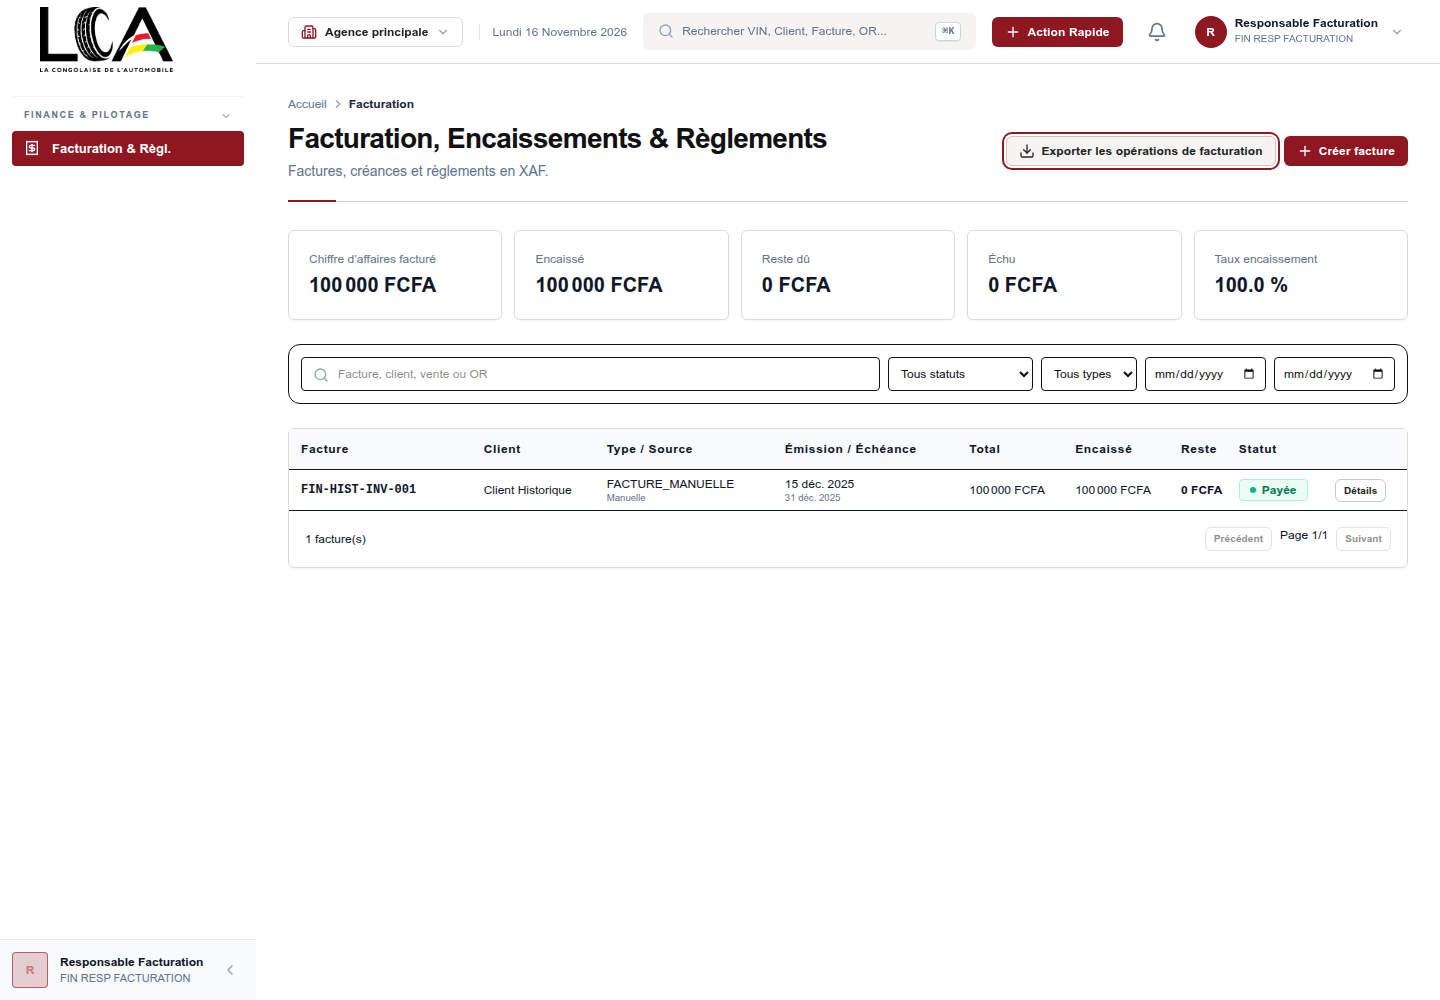 LCA
LA CONGOLAISE DE L'AUTOMOBILE
FINANCE & PILOTAGE
Facturation & Règl.
Agence principale
Lundi 16 Novembre 2026
Rechercher VIN, Client, Facture, OR...
⌘K
Action Rapide
R
Responsable Facturation
FIN RESP FACTURATION
Accueil
Facturation
Facturation, Encaissements & Règlements
Factures, créances et règlements en XAF.
Exporter les opérations de facturation
Créer facture
Chiffre d'affaires facturé
100 000 FCFA
Encaissé
100 000 FCFA
Reste dû
0 FCFA
Échu
0 FCFA
Taux encaissement
100.0 %
Facture, client, vente ou OR
Tous statuts
Tous types
mm/dd/yyyy
mm/dd/yyyy
Facture Client Type / Source Émission / Échéance Total Encaissé Reste Statut
FIN-HIST-INV-001 Client Historique FACTURE_MANUELLE 15 déc. 2025 100 000 FCFA 100 000 FCFA 0 FCFA Payée Détails
Manuelle 31 déc. 2025
1 facture(s)
Précédent
Page 1/1
Suivant
R
Responsable Facturation
FIN RESP FACTURATION